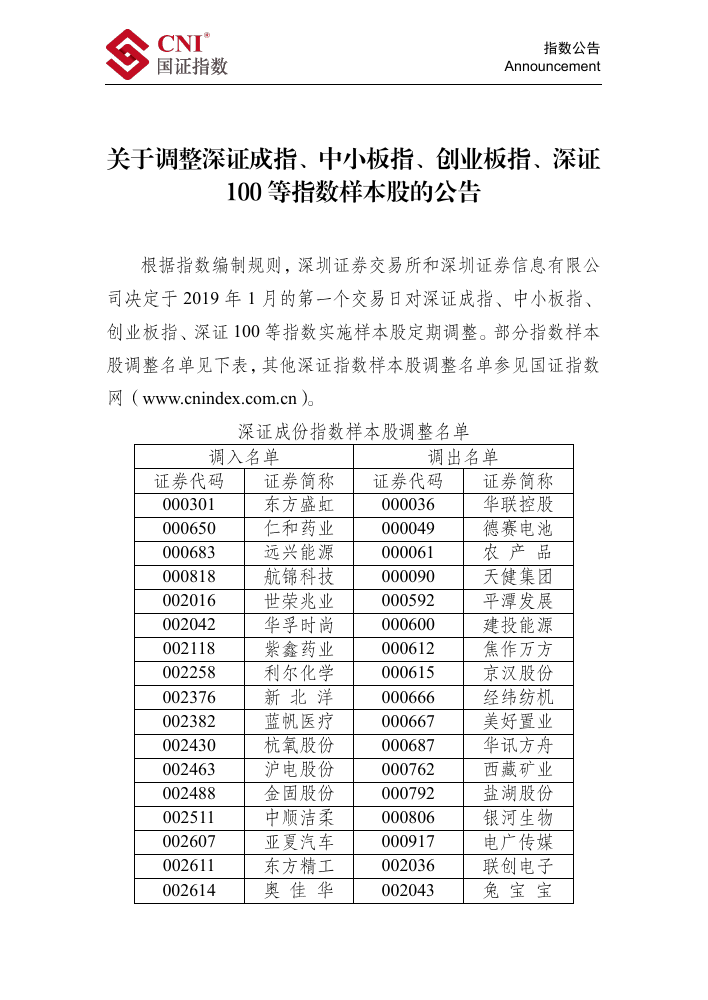 CNI®
国证指数
指数公告
Announcement
关于调整深证成指、中小板指、创业板指、深证
100 等指数样本股的公告
根据指数编制规则，深圳证券交易所和深圳证券信息有限公
司决定于 2019 年 1 月的第一个交易日对深证成指、中小板指、
创业板指、深证 100 等指数实施样本股定期调整。部分指数样本
股调整名单见下表，其他深证指数样本股调整名单参见国证指数
网（www.cnindex.com.cn）。
深证成份指数样本股调整名单
调入名单 调出名单
证券代码 证券简称 证券代码 证券简称
000301 东方盛虹 000036 华联控股
000650 仁和药业 000049 德赛电池
000683 远兴能源 000061 农 产 品
000818 航锦科技 000090 天健集团
002016 世荣兆业 000592 平潭发展
002042 华孚时尚 000600 建投能源
002118 紫鑫药业 000612 焦作万方
002258 利尔化学 000615 京汉股份
002376 新 北 洋 000666 经纬纺机
002382 蓝帆医疗 000667 美好置业
002430 杭氧股份 000687 华讯方舟
002463 沪电股份 000762 西藏矿业
002488 金固股份 000792 盐湖股份
002511 中顺洁柔 000806 银河生物
002607 亚夏汽车 000917 电广传媒
002611 东方精工 002036 联创电子
002614 奥 佳 华 002043 兔 宝 宝